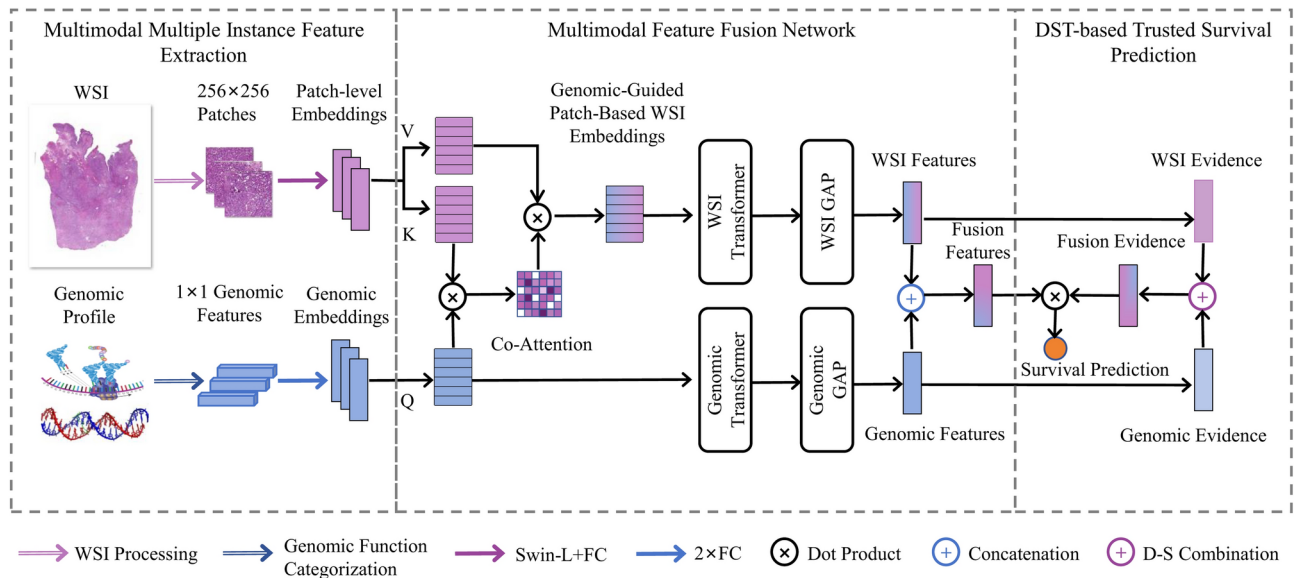 Multimodal Multiple Instance Feature
Extraction
Multimodal Feature Fusion Network
DST-based Trusted Survival
Prediction
WSI
256×256
Patches
Patch-level
Embeddings
V
K
Genomic-Guided
Patch-Based WSI
Embeddings
WSI
Transformer
WSI GAP
WSI Features
WSI Evidence
Fusion
Features
Fusion Evidence
Genomic
Profile
1×1 Genomic
Features
Genomic
Embeddings
Q
Co-Attention
Genomic
Transformer
Genomic
GAP
Survival Prediction
Genomic Features
Genomic Evidence
WSI Processing
Genomic Function
Categorization
Swin-L+FC
2×FC
Dot Product
Concatenation
D-S Combination